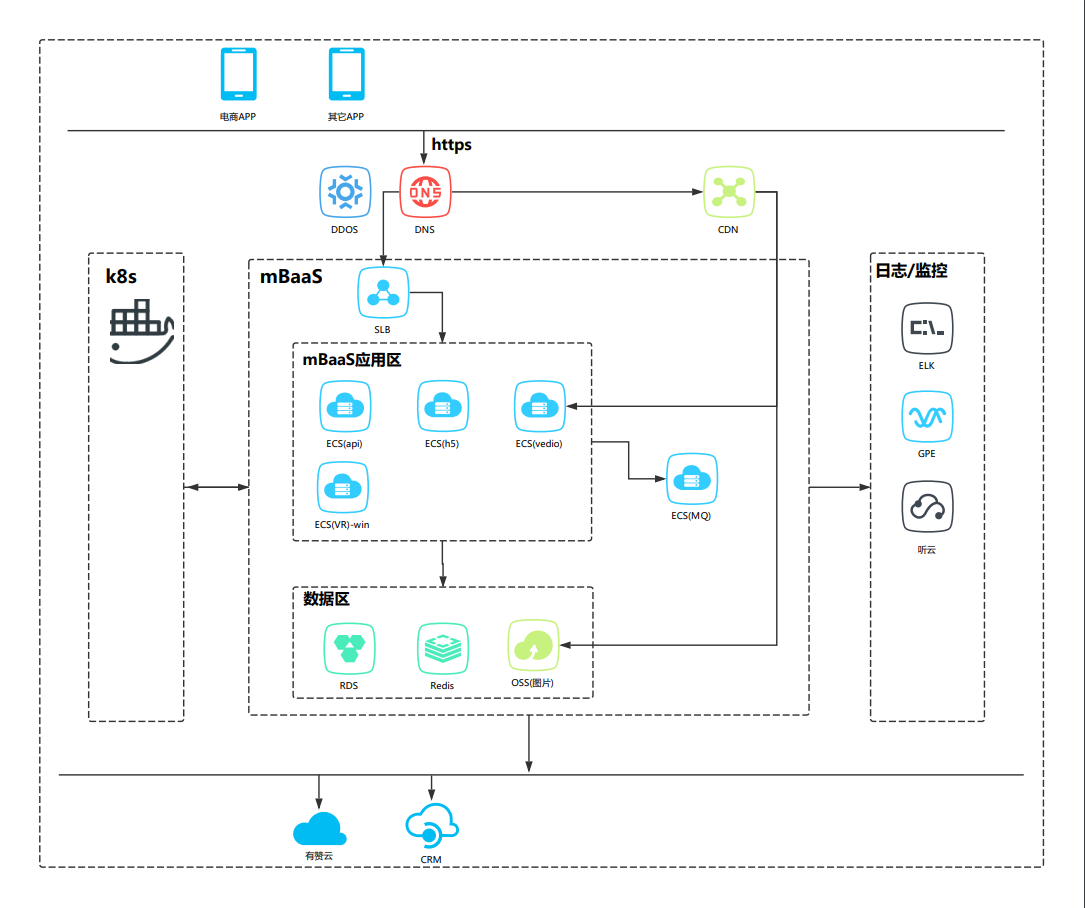 电商APP
其它APP
https
DNS
DDOS
DNS
CDN
k8s
mBaaS
日志/监控
SLB
C:\_
ELK
mBaaS应用区
ECS(api)
ECS(h5)
ECS(vedio)
GPE
ECS(VR)-win
ECS(MQ)
听云
数据区
RDS
Redis
OSS(图片)
有赞云
CRM